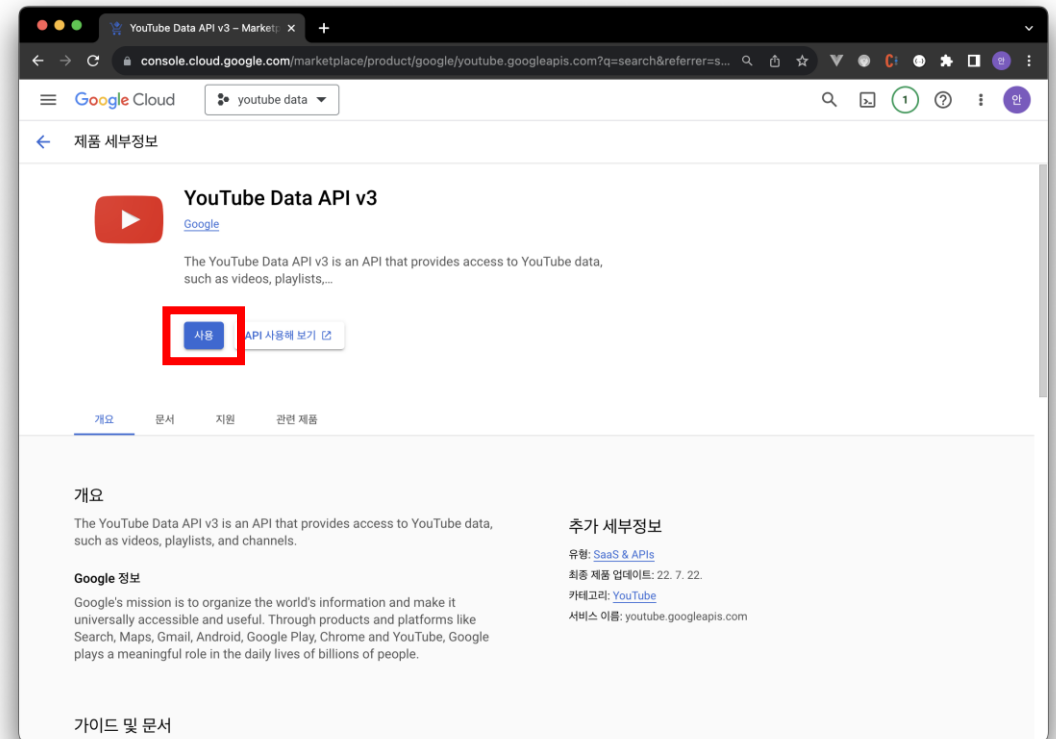 YouTube Data API v3 – Marketp
console.cloud.google.com/marketplace/product/google/youtube.googleapis.com?q=search&referrer=s...
안
Google Cloud
youtube data
1
안
제품 세부정보
YouTube Data API v3
Google
The YouTube Data API v3 is an API that provides access to YouTube data,
such as videos, playlists,...
사용
API 사용해 보기
개요
문서
지원
관련 제품
개요
The YouTube Data API v3 is an API that provides access to YouTube data,
such as videos, playlists, and channels.
Google 정보
Google's mission is to organize the world's information and make it
universally accessible and useful. Through products and platforms like
Search, Maps, Gmail, Android, Google Play, Chrome and YouTube, Google
plays a meaningful role in the daily lives of billions of people.
추가 세부정보
유형: SaaS & APIs
최종 제품 업데이트: 22. 7. 22.
카테고리: YouTube
서비스 이름: youtube.googleapis.com
가이드 및 문서